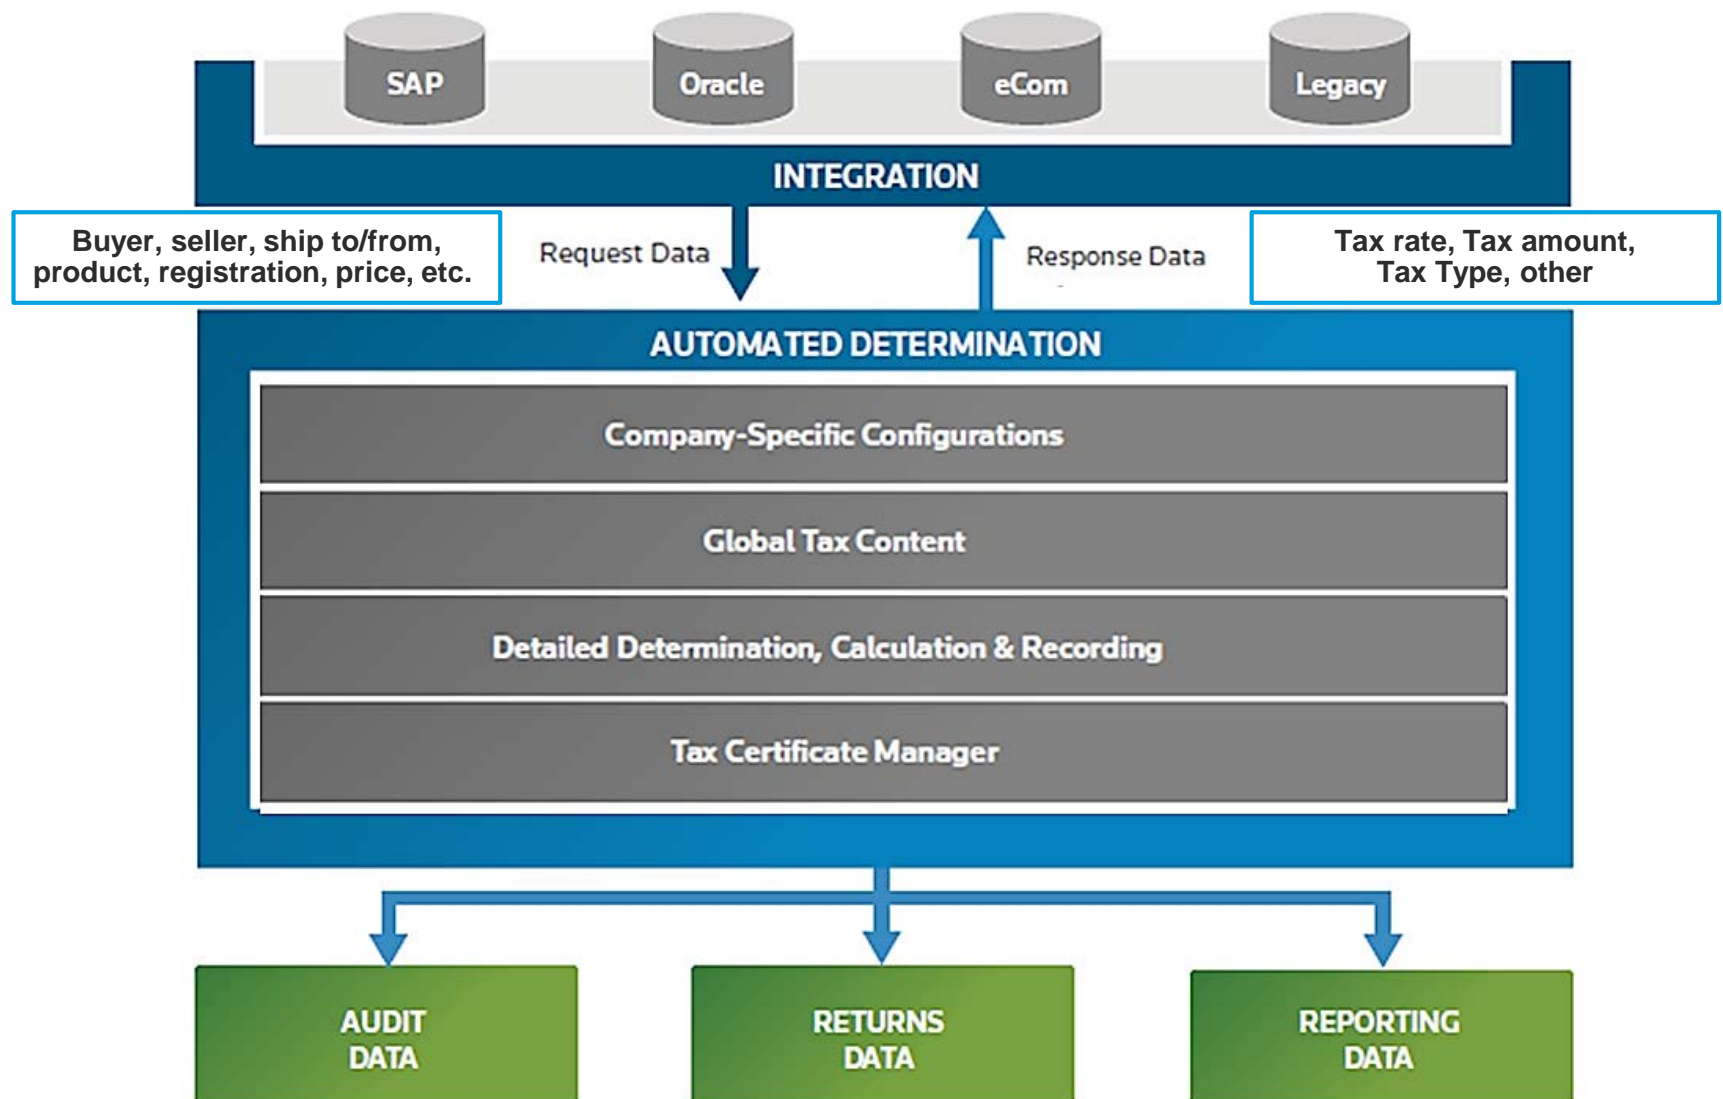 SAP
Oracle
eCom
Legacy
INTEGRATION
Buyer, seller, ship to/from,
product, registration, price, etc.
Request Data
Response Data
Tax rate, Tax amount,
Tax Type, other
AUTOMATED DETERMINATION
Company-Specific Configurations
Global Tax Content
Detailed Determination, Calculation & Recording
Tax Certificate Manager
AUDIT
DATA
RETURNS
DATA
REPORTING
DATA